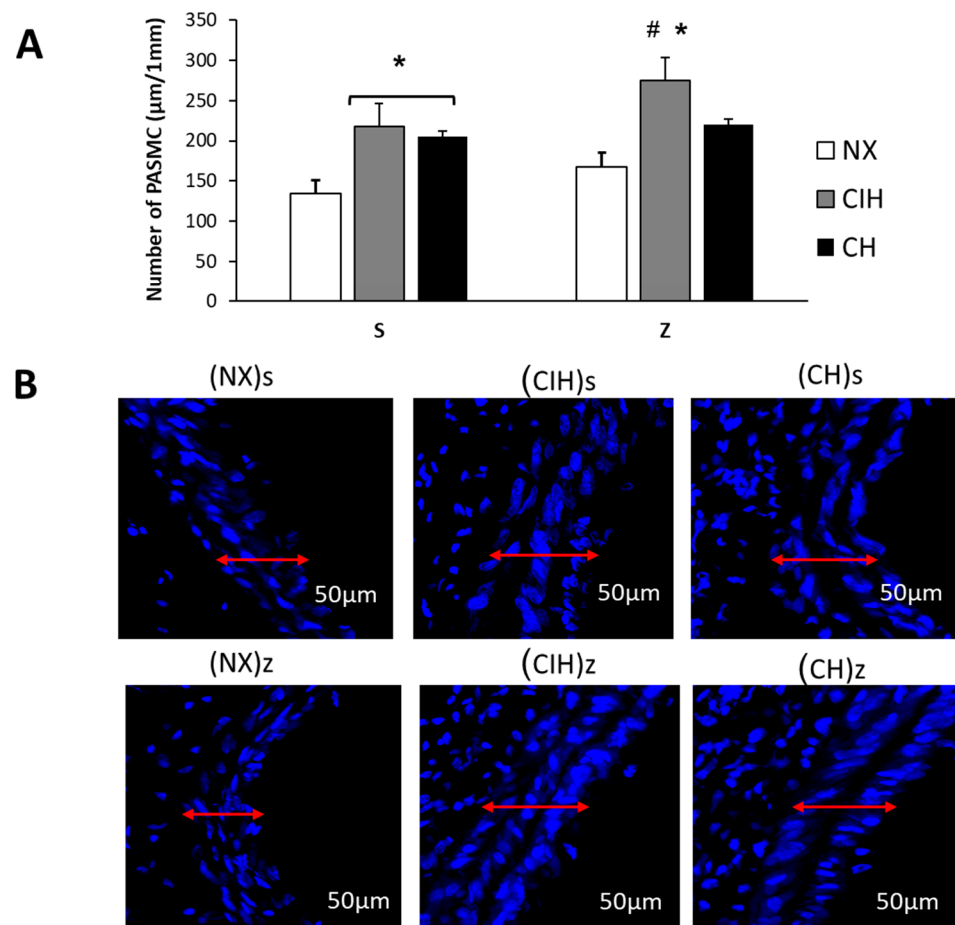 A
Number of PASMC (µm/1mm)
350
300
250
200
150
100
50
0
*
# *
S
Z
NX
CIH
CH
B
(NX)s
(CIH)s
(CH)s
50µm
50µm
50µm
(NX)z
(CIH)z
(CH)z
50µm
50µm
50µm